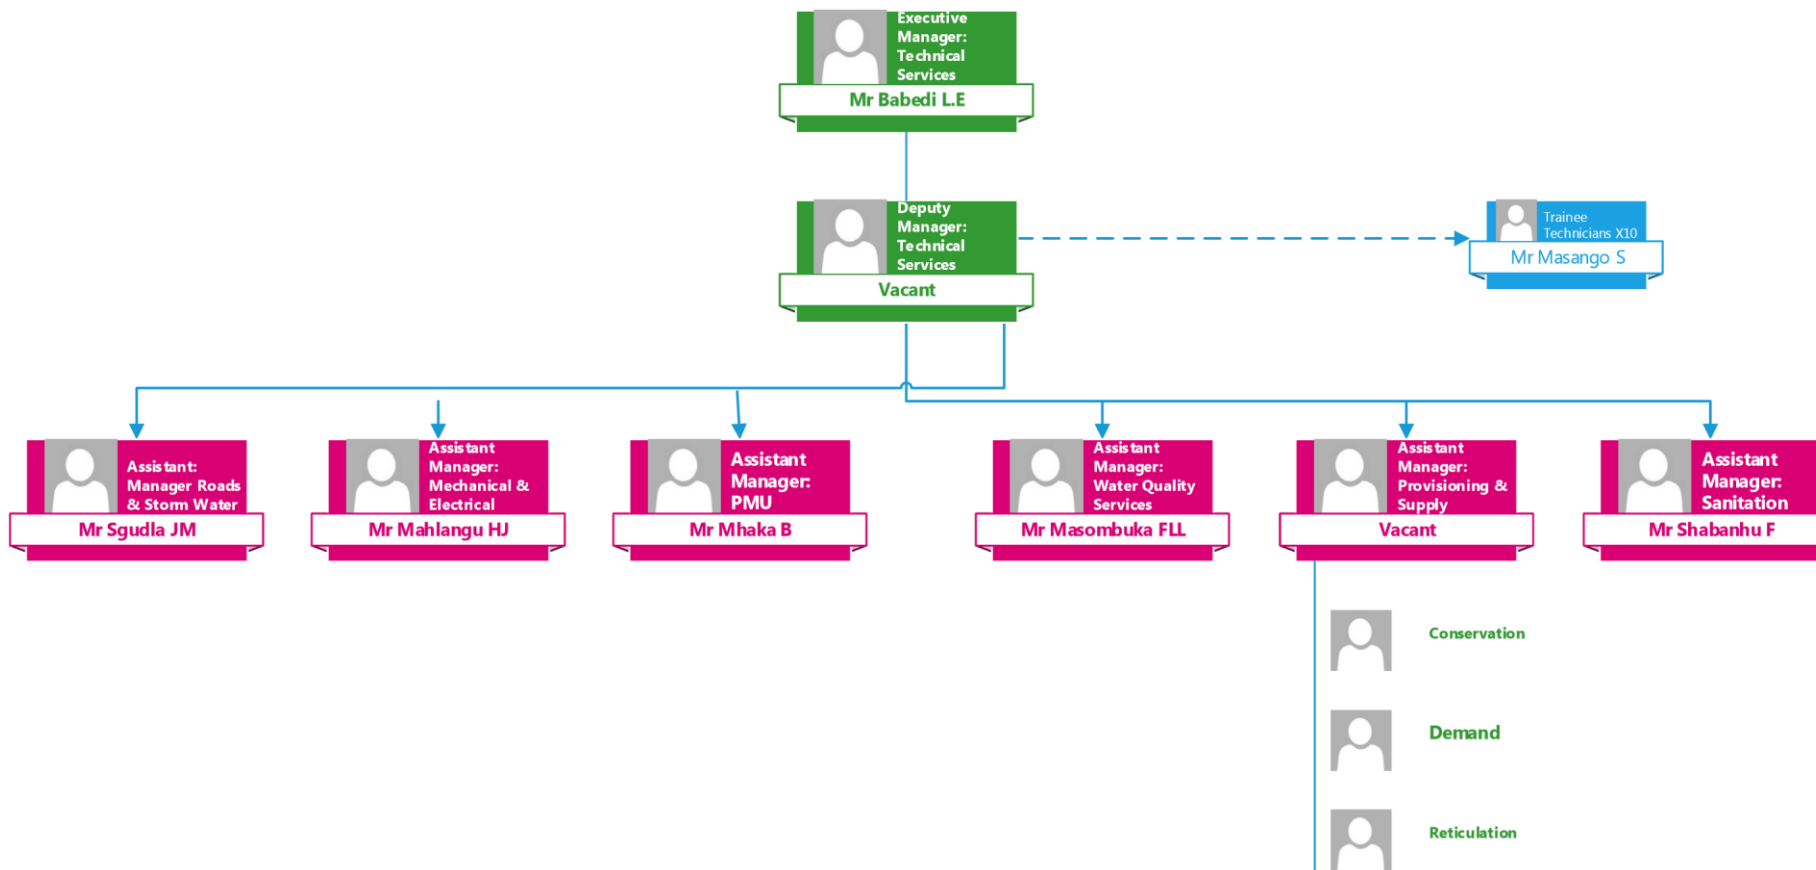 Executive
Manager:
Technical
Services
Mr Babedi L.E
Deputy
Manager:
Technical
Services
Vacant
Trainee
Technicians X10
Mr Masango S
Assistant:
Manager Roads
& Storm Water
Mr Sgudla JM
Assistant
Manager:
Mechanical &
Electrical
Mr Mahlangu HJ
Assistant
Manager:
PMU
Mr Mhaka B
Assistant
Manager:
Water Quality
Services
Mr Masombuka FLL
Assistant
Manager:
Provisioning &
Supply
Vacant
Assistant
Manager:
Sanitation
Mr Shabanhu F
Conservation
Demand
Reticulation